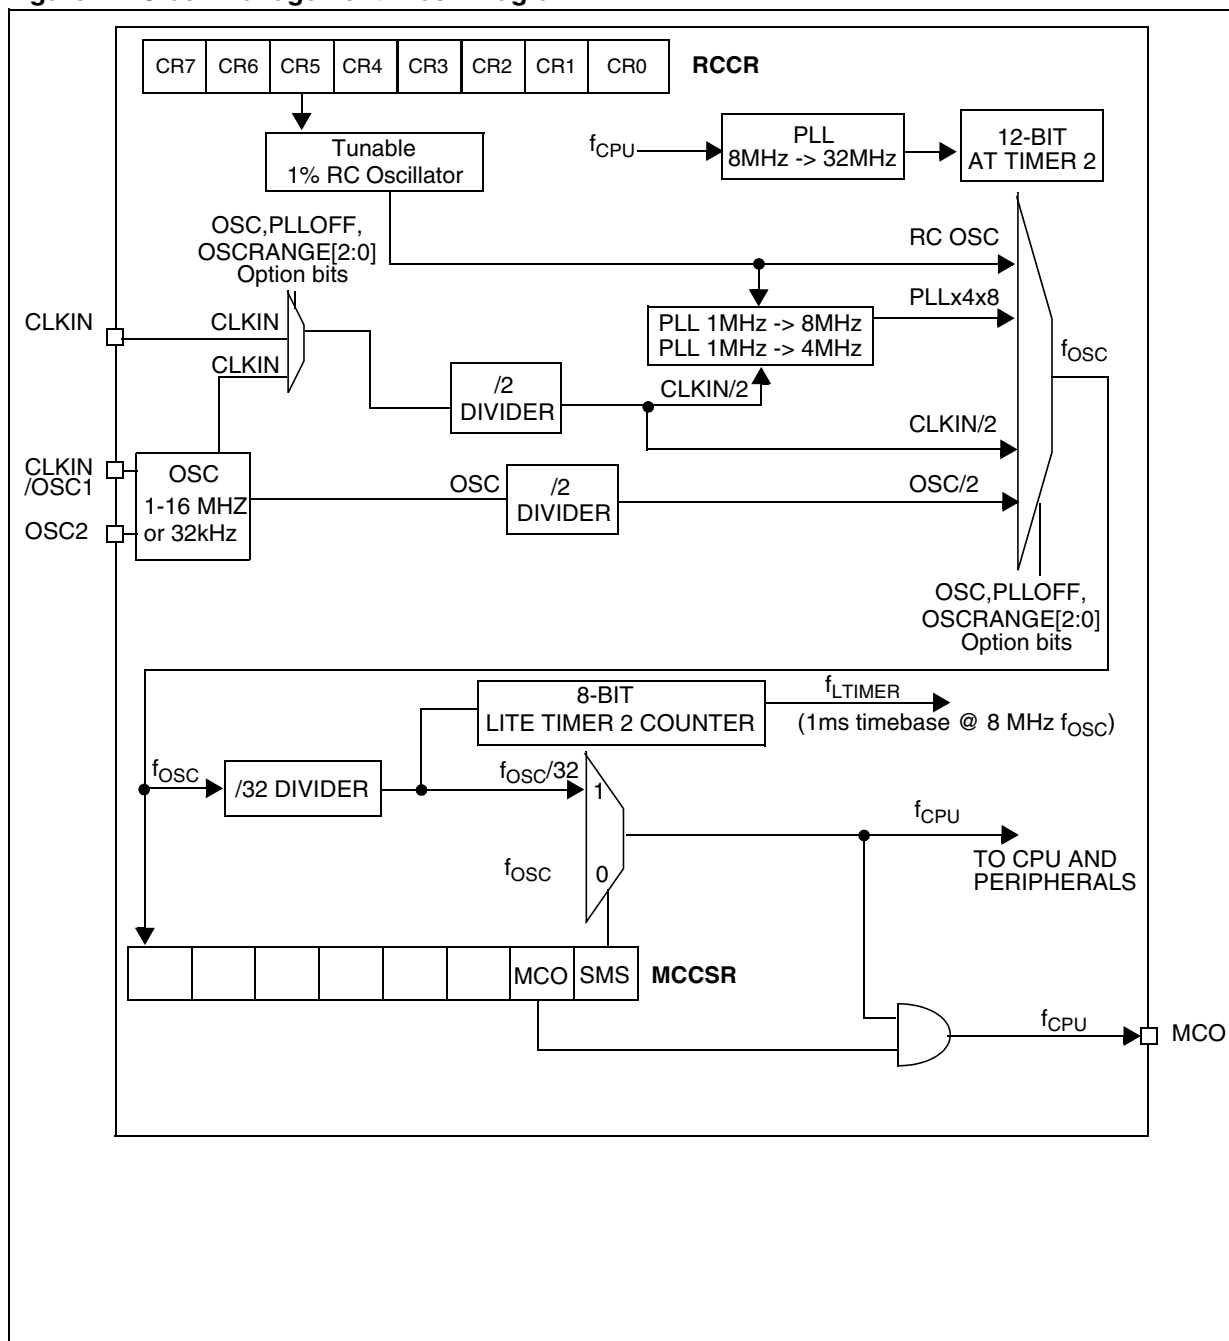 CR7 CR6 CR5 CR4 CR3 CR2 CR1 CR0 RCCR
Tunable
1% RC Oscillator
fCPU
PLL
8MHz -> 32MHz
12-BIT
AT TIMER 2
OSC,PLLOFF,
OSCRANGE[2:0]
Option bits
RC OSC
PLLx4x8
CLKIN
CLKIN
CLKIN
PLL 1MHz -> 8MHz
PLL 1MHz -> 4MHz
fOSC
/2
DIVIDER
CLKIN/2
CLKIN/2
CLKIN
/OSC1
OSC2
OSC
1-16 MHZ
or 32kHz
OSC
/2
DIVIDER
OSC/2
OSC,PLLOFF,
OSCRANGE[2:0]
Option bits
8-BIT
LITE TIMER 2 COUNTER
fLTIMER
(1ms timebase @ 8 MHz fOSC)
fOSC
/32 DIVIDER
fOSC/32
1
fOSC
0
fCPU
TO CPU AND
PERIPHERALS
MCO SMS MCCSR
fCPU
MCO